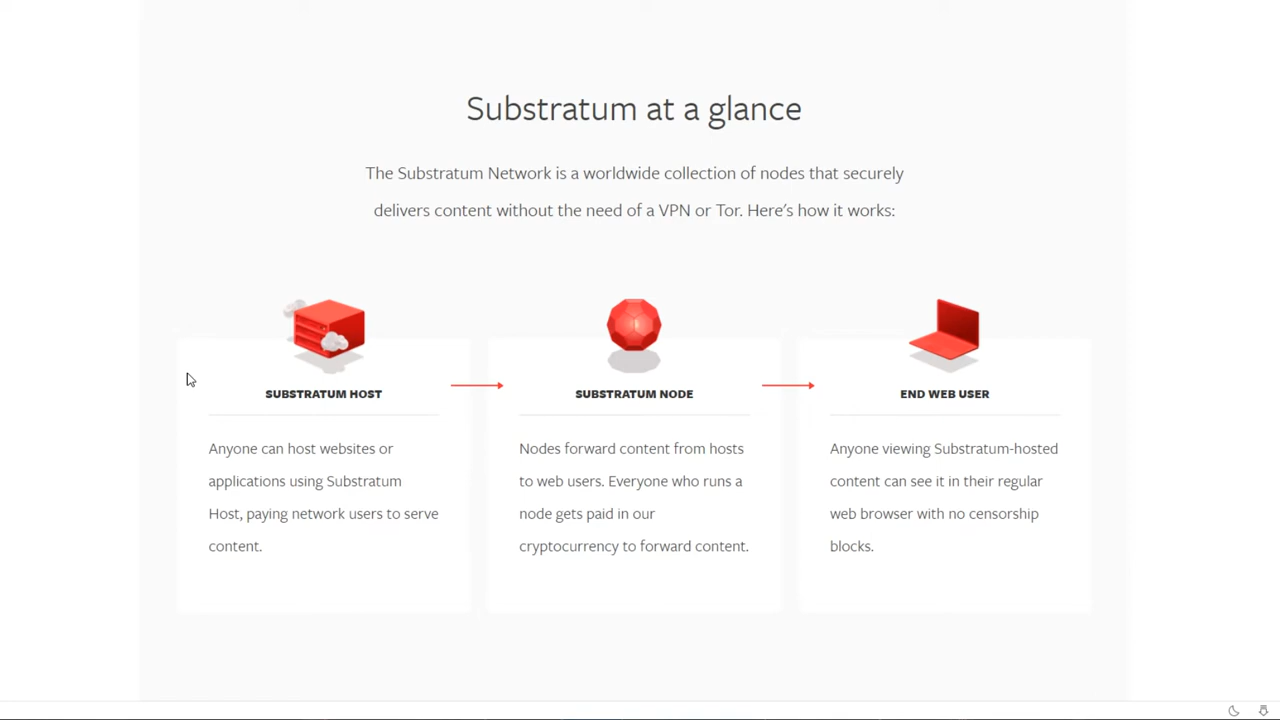 Substratum at a glance
The Substratum Network is a worldwide collection of nodes that securely
delivers content without the need of a VPN or Tor. Here's how it works:
SUBSTRATUM HOST
Anyone can host websites or
applications using Substratum
Host, paying network users to serve
content.
SUBSTRATUM NODE
Nodes forward content from hosts
to web users. Everyone who runs a
node gets paid in our
cryptocurrency to forward content.
END WEB USER
Anyone viewing Substratum-hosted
content can see it in their regular
web browser with no censorship
blocks.